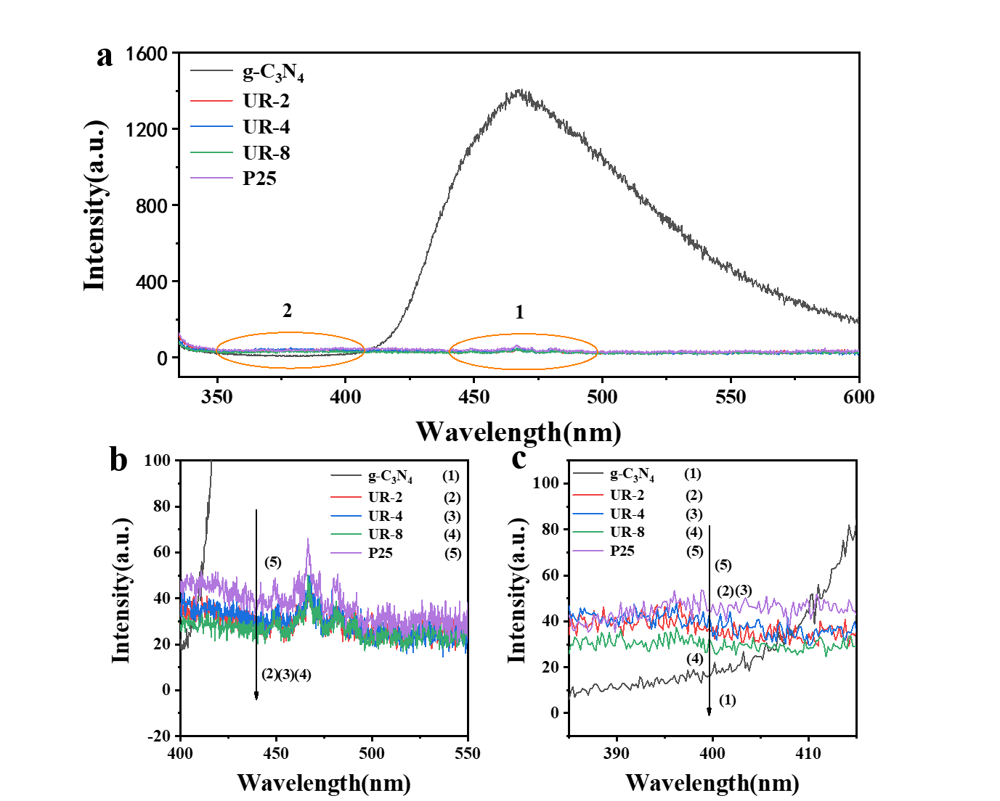 a
1600
1200
800
400
0
Intensity(a.u.)
g-C₃N₄
UR-2
UR-4
UR-8
P25
2
1
350 400 450 500 550 600
Wavelength(nm)
b
100
80
60
40
20
0
-20
Intensity(a.u.)
g-C₃N₄ (1)
UR-2 (2)
UR-4 (3)
UR-8 (4)
P25 (5)
(5)
(2)(3)(4)
400 450 500 550
Wavelength(nm)
c
100
80
60
40
20
0
Intensity(a.u.)
g-C₃N₄ (1)
UR-2 (2)
UR-4 (3)
UR-8 (4)
P25 (5)
(5)
(2)(3)
(4)
(1)
390 400 410
Wavelength(nm)